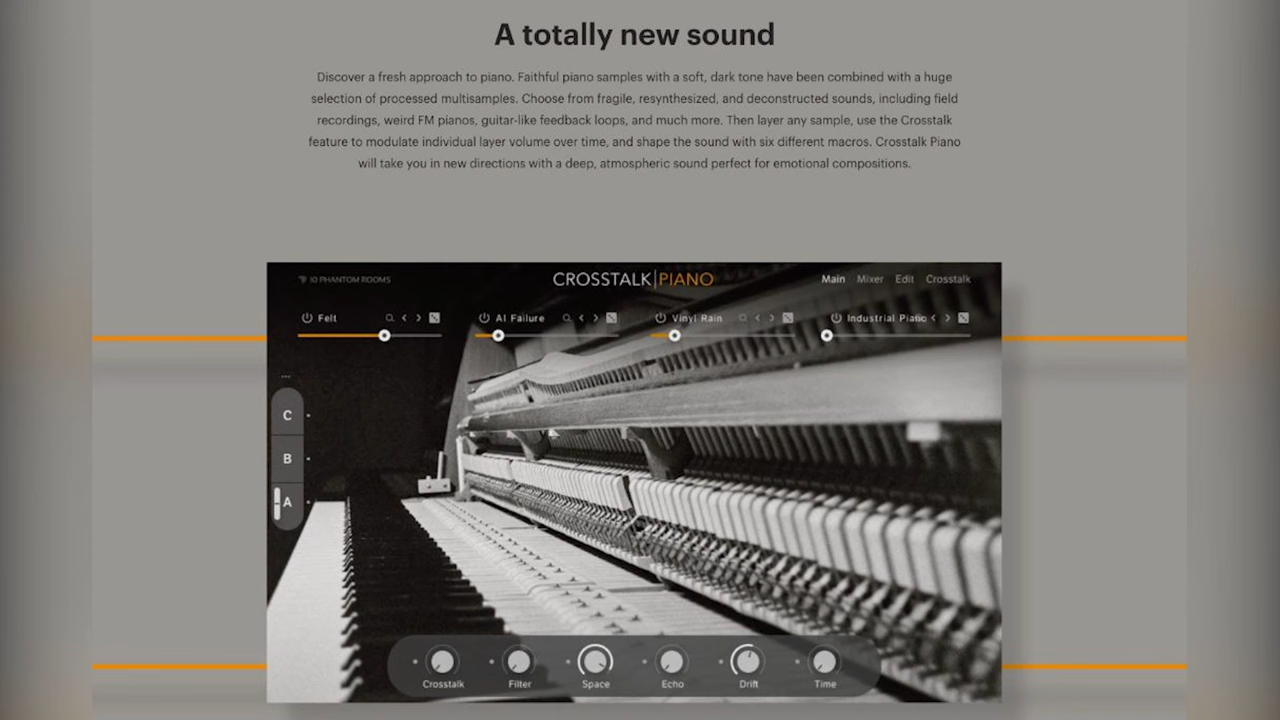 A totally new sound
Discover a fresh approach to piano. Faithful piano samples with a soft, dark tone have been combined with a huge
selection of processed multisamples. Choose from fragile, resynthesized, and deconstructed sounds, including field
recordings, weird FM pianos, guitar-like feedback loops, and much more. Then layer any sample, use the Crosstalk
feature to modulate individual layer volume over time, and shape the sound with six different macros. Crosstalk Piano
will take you in new directions with a deep, atmospheric sound perfect for emotional compositions.
10 PHANTOM ROOMS CROSSTALK|PIANO Main Mixer Edit Crosstalk
Felt AI Failure Vinyl Rain Industrial Piano
C
B
A
Crosstalk Filter Space Echo Drift Time